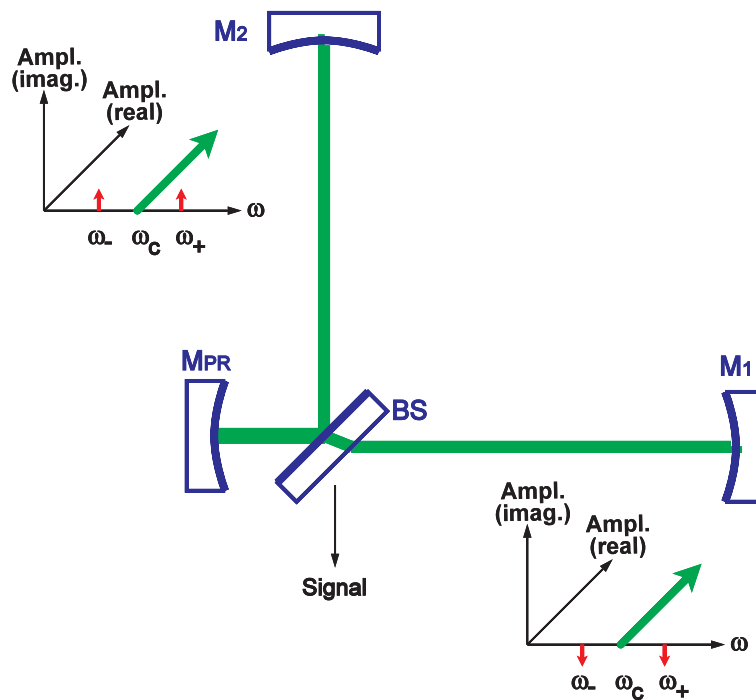 M2
Ampl.
(imag.)
Ampl.
(real)
ω
ω- ωc ω+
MPR
BS
M1
Signal
Ampl.
(imag.)
Ampl.
(real)
ω
ω- ωc ω+